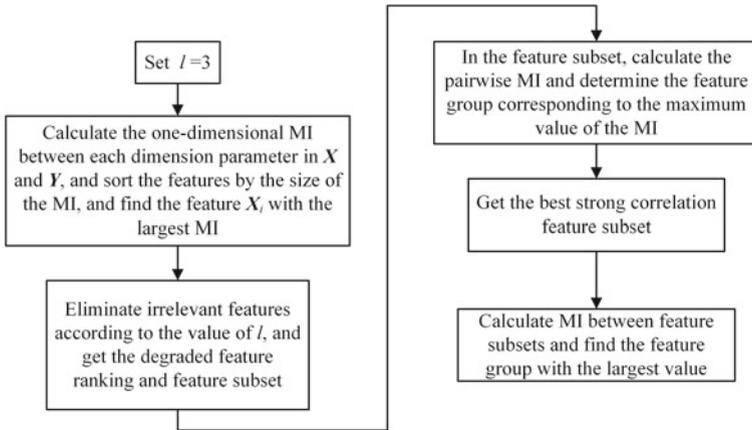 Set l=3
Calculate the one-dimensional MI
between each dimension parameter in X
and Y, and sort the features by the size of
the MI, and find the feature Xi with the
largest MI
Eliminate irrelevant features
according to the value of l, and
get the degraded feature
ranking and feature subset
In the feature subset, calculate the
pairwise MI and determine the feature
group corresponding to the maximum
value of the MI
Get the best strong correlation
feature subset
Calculate MI between feature
subsets and find the feature
group with the largest value